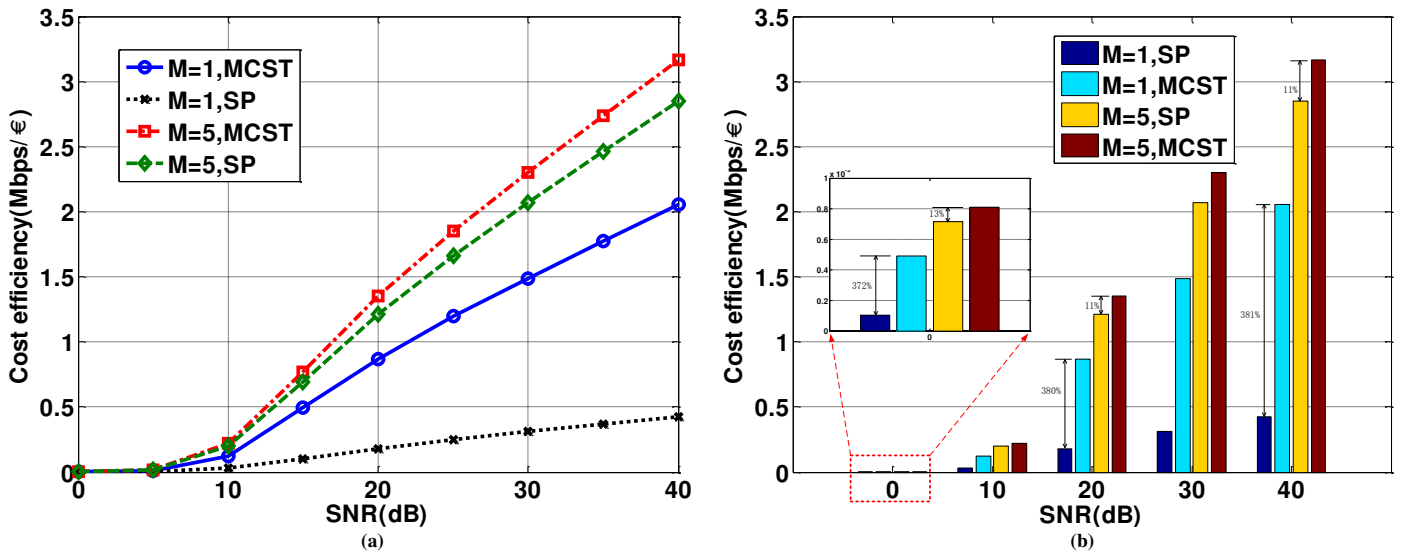 Cost efficiency(Mbps/€)
3.5
3
2.5
2
1.5
1
0.5
0
M=1,MCST
M=1,SP
M=5,MCST
M=5,SP
0 10 20 30 40
SNR(dB)
(a)
Cost efficiency(Mbps/€)
3.5
3
2.5
2
1.5
1
0.5
0
M=1,SP
M=1,MCST
M=5,SP
M=5,MCST
1
0.8
0.6
0.4
0.2
0
0
13%
372%
380%
11%
381%
11%
0 10 20 30 40
SNR(dB)
(b)